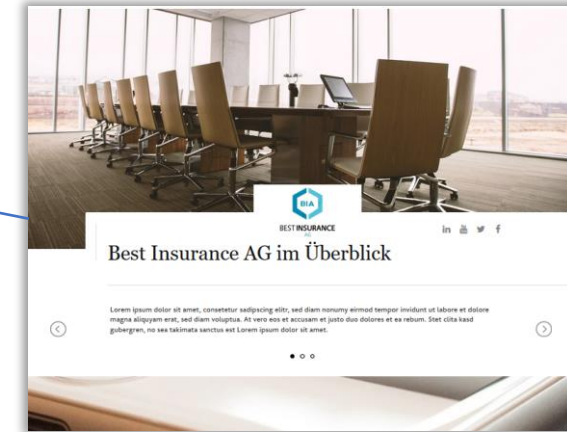 BIA
BEST INSURANCE
AG
Best Insurance AG im Überblick
Lorem ipsum dolor sit amet, consetetur sadipscing elitr, sed diam nonumy eirmod tempor invidunt ut labore et dolore
magna aliquyam erat, sed diam voluptua. At vero eos et accusam et justo duo dolores et ea rebum. Stet clita kasd
gubergren, no sea takimata sanctus est Lorem ipsum dolor sit amet.